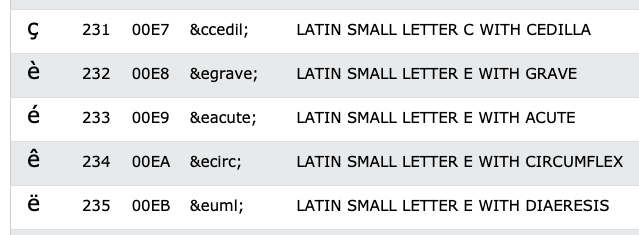 ç 231 00E7 &ccedil; LATIN SMALL LETTER C WITH CEDILLA
è 232 00E8 &egrave; LATIN SMALL LETTER E WITH GRAVE
é 233 00E9 &eacute; LATIN SMALL LETTER E WITH ACUTE
ê 234 00EA &ecirc; LATIN SMALL LETTER E WITH CIRCUMFLEX
ë 235 00EB &euml; LATIN SMALL LETTER E WITH DIAERESIS